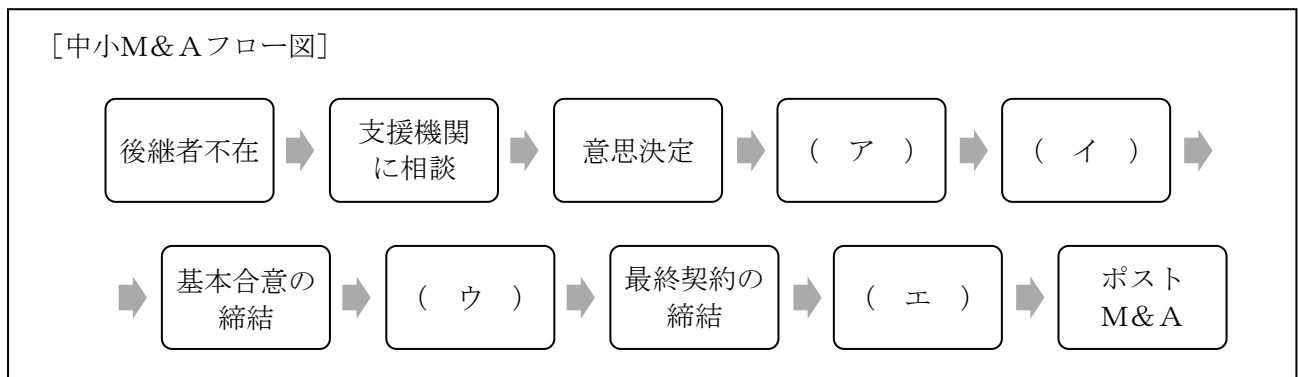 ［中小Ｍ＆Ａフロー図］
後継者不在
支援機関
に相談
意思決定
（　ア　）
（　イ　）
基本合意の
締結
（　ウ　）
最終契約の
締結
（　エ　）
ポスト
Ｍ＆Ａ